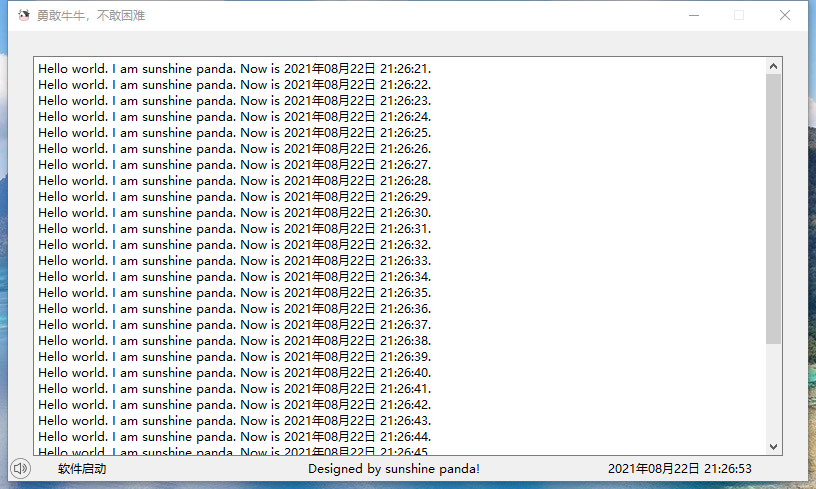 勇敢牛牛，不敢困难
Hello world. I am sunshine panda. Now is 2021年08月22日 21:26:21.
Hello world. I am sunshine panda. Now is 2021年08月22日 21:26:22.
Hello world. I am sunshine panda. Now is 2021年08月22日 21:26:23.
Hello world. I am sunshine panda. Now is 2021年08月22日 21:26:24.
Hello world. I am sunshine panda. Now is 2021年08月22日 21:26:25.
Hello world. I am sunshine panda. Now is 2021年08月22日 21:26:26.
Hello world. I am sunshine panda. Now is 2021年08月22日 21:26:27.
Hello world. I am sunshine panda. Now is 2021年08月22日 21:26:28.
Hello world. I am sunshine panda. Now is 2021年08月22日 21:26:29.
Hello world. I am sunshine panda. Now is 2021年08月22日 21:26:30.
Hello world. I am sunshine panda. Now is 2021年08月22日 21:26:31.
Hello world. I am sunshine panda. Now is 2021年08月22日 21:26:32.
Hello world. I am sunshine panda. Now is 2021年08月22日 21:26:33.
Hello world. I am sunshine panda. Now is 2021年08月22日 21:26:34.
Hello world. I am sunshine panda. Now is 2021年08月22日 21:26:35.
Hello world. I am sunshine panda. Now is 2021年08月22日 21:26:36.
Hello world. I am sunshine panda. Now is 2021年08月22日 21:26:37.
Hello world. I am sunshine panda. Now is 2021年08月22日 21:26:38.
Hello world. I am sunshine panda. Now is 2021年08月22日 21:26:39.
Hello world. I am sunshine panda. Now is 2021年08月22日 21:26:40.
Hello world. I am sunshine panda. Now is 2021年08月22日 21:26:41.
Hello world. I am sunshine panda. Now is 2021年08月22日 21:26:42.
Hello world. I am sunshine panda. Now is 2021年08月22日 21:26:43.
Hello world. I am sunshine panda. Now is 2021年08月22日 21:26:44.
Hello world. I am sunshine panda. Now is 2021年08月22日 21:26:45.
软件启动 Designed by sunshine panda! 2021年08月22日 21:26:53